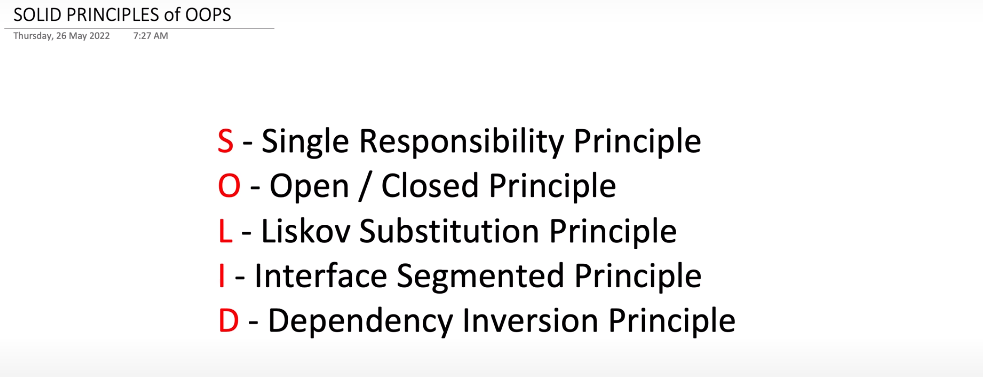 SOLID PRINCIPLES of OOPS
Thursday, 26 May 2022 7:27 AM
S - Single Responsibility Principle
O - Open / Closed Principle
L - Liskov Substitution Principle
I - Interface Segmented Principle
D - Dependency Inversion Principle